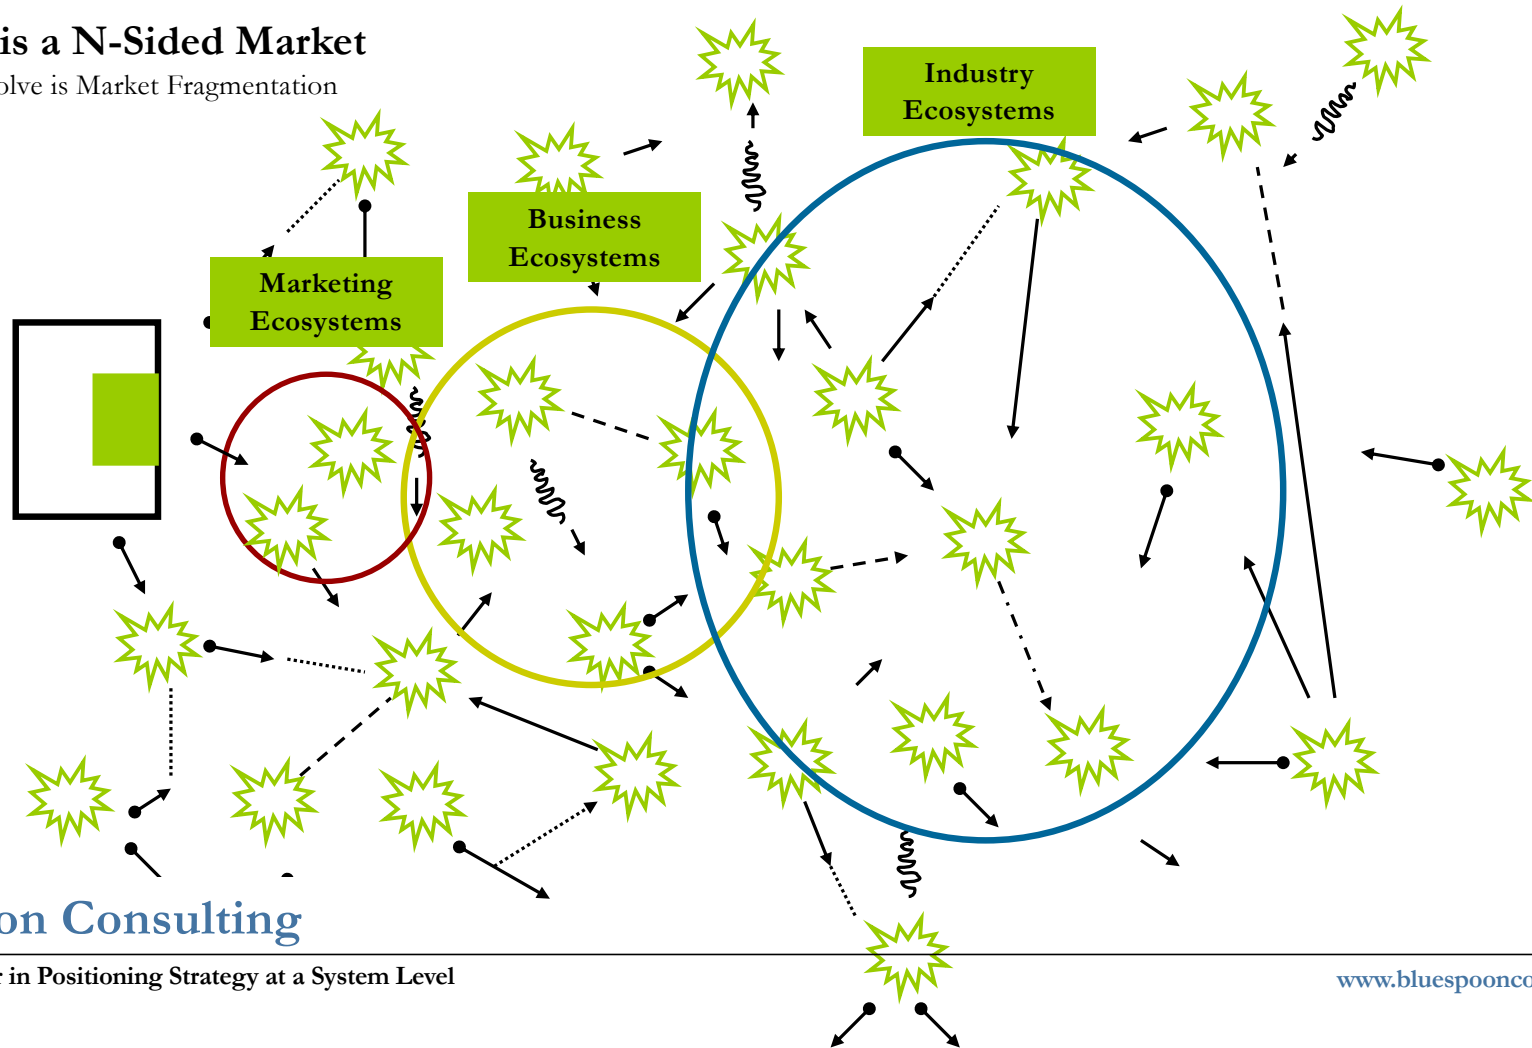 is a N-Sided Market
olve is Market Fragmentation
Industry
Ecosystems
Business
Ecosystems
Marketing
Ecosystems
on Consulting
r in Positioning Strategy at a System Level
www.bluespoonco